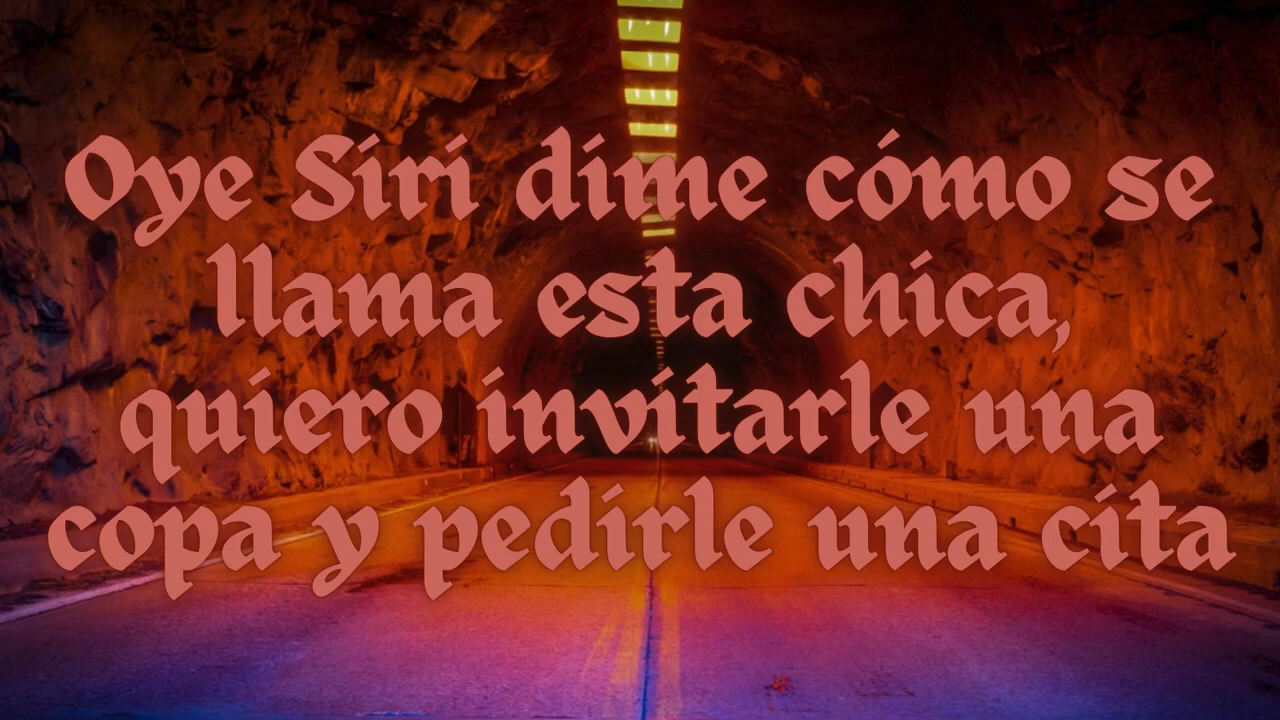 Oye Siri dime cómo se
llama esta chica,
quiero invitarle una
copa y pedirle una cita